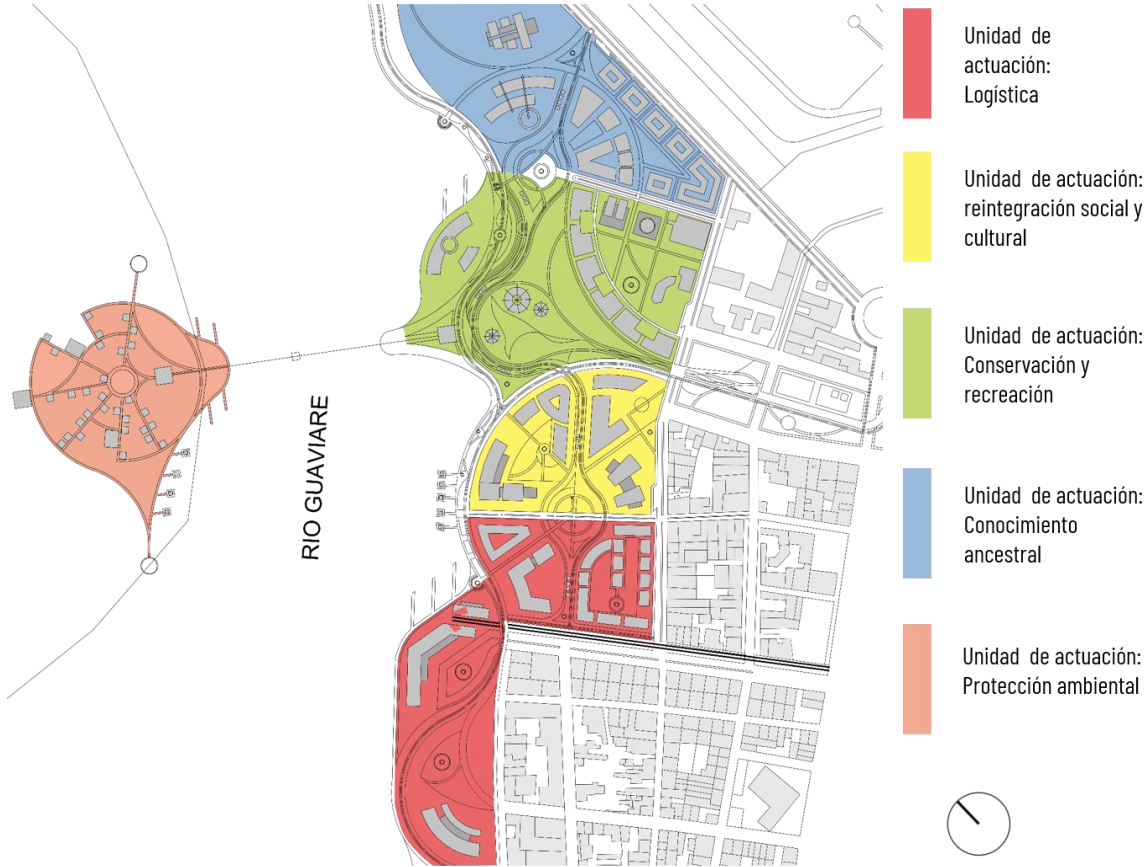 Unidad de
actuación:
Logística
Unidad de actuación:
reintegración social y
cultural
Unidad de actuación:
Conservación y
recreación
Unidad de actuación:
Conocimiento
ancestral
Unidad de actuación:
Protección ambiental
RIO GUAVIARE